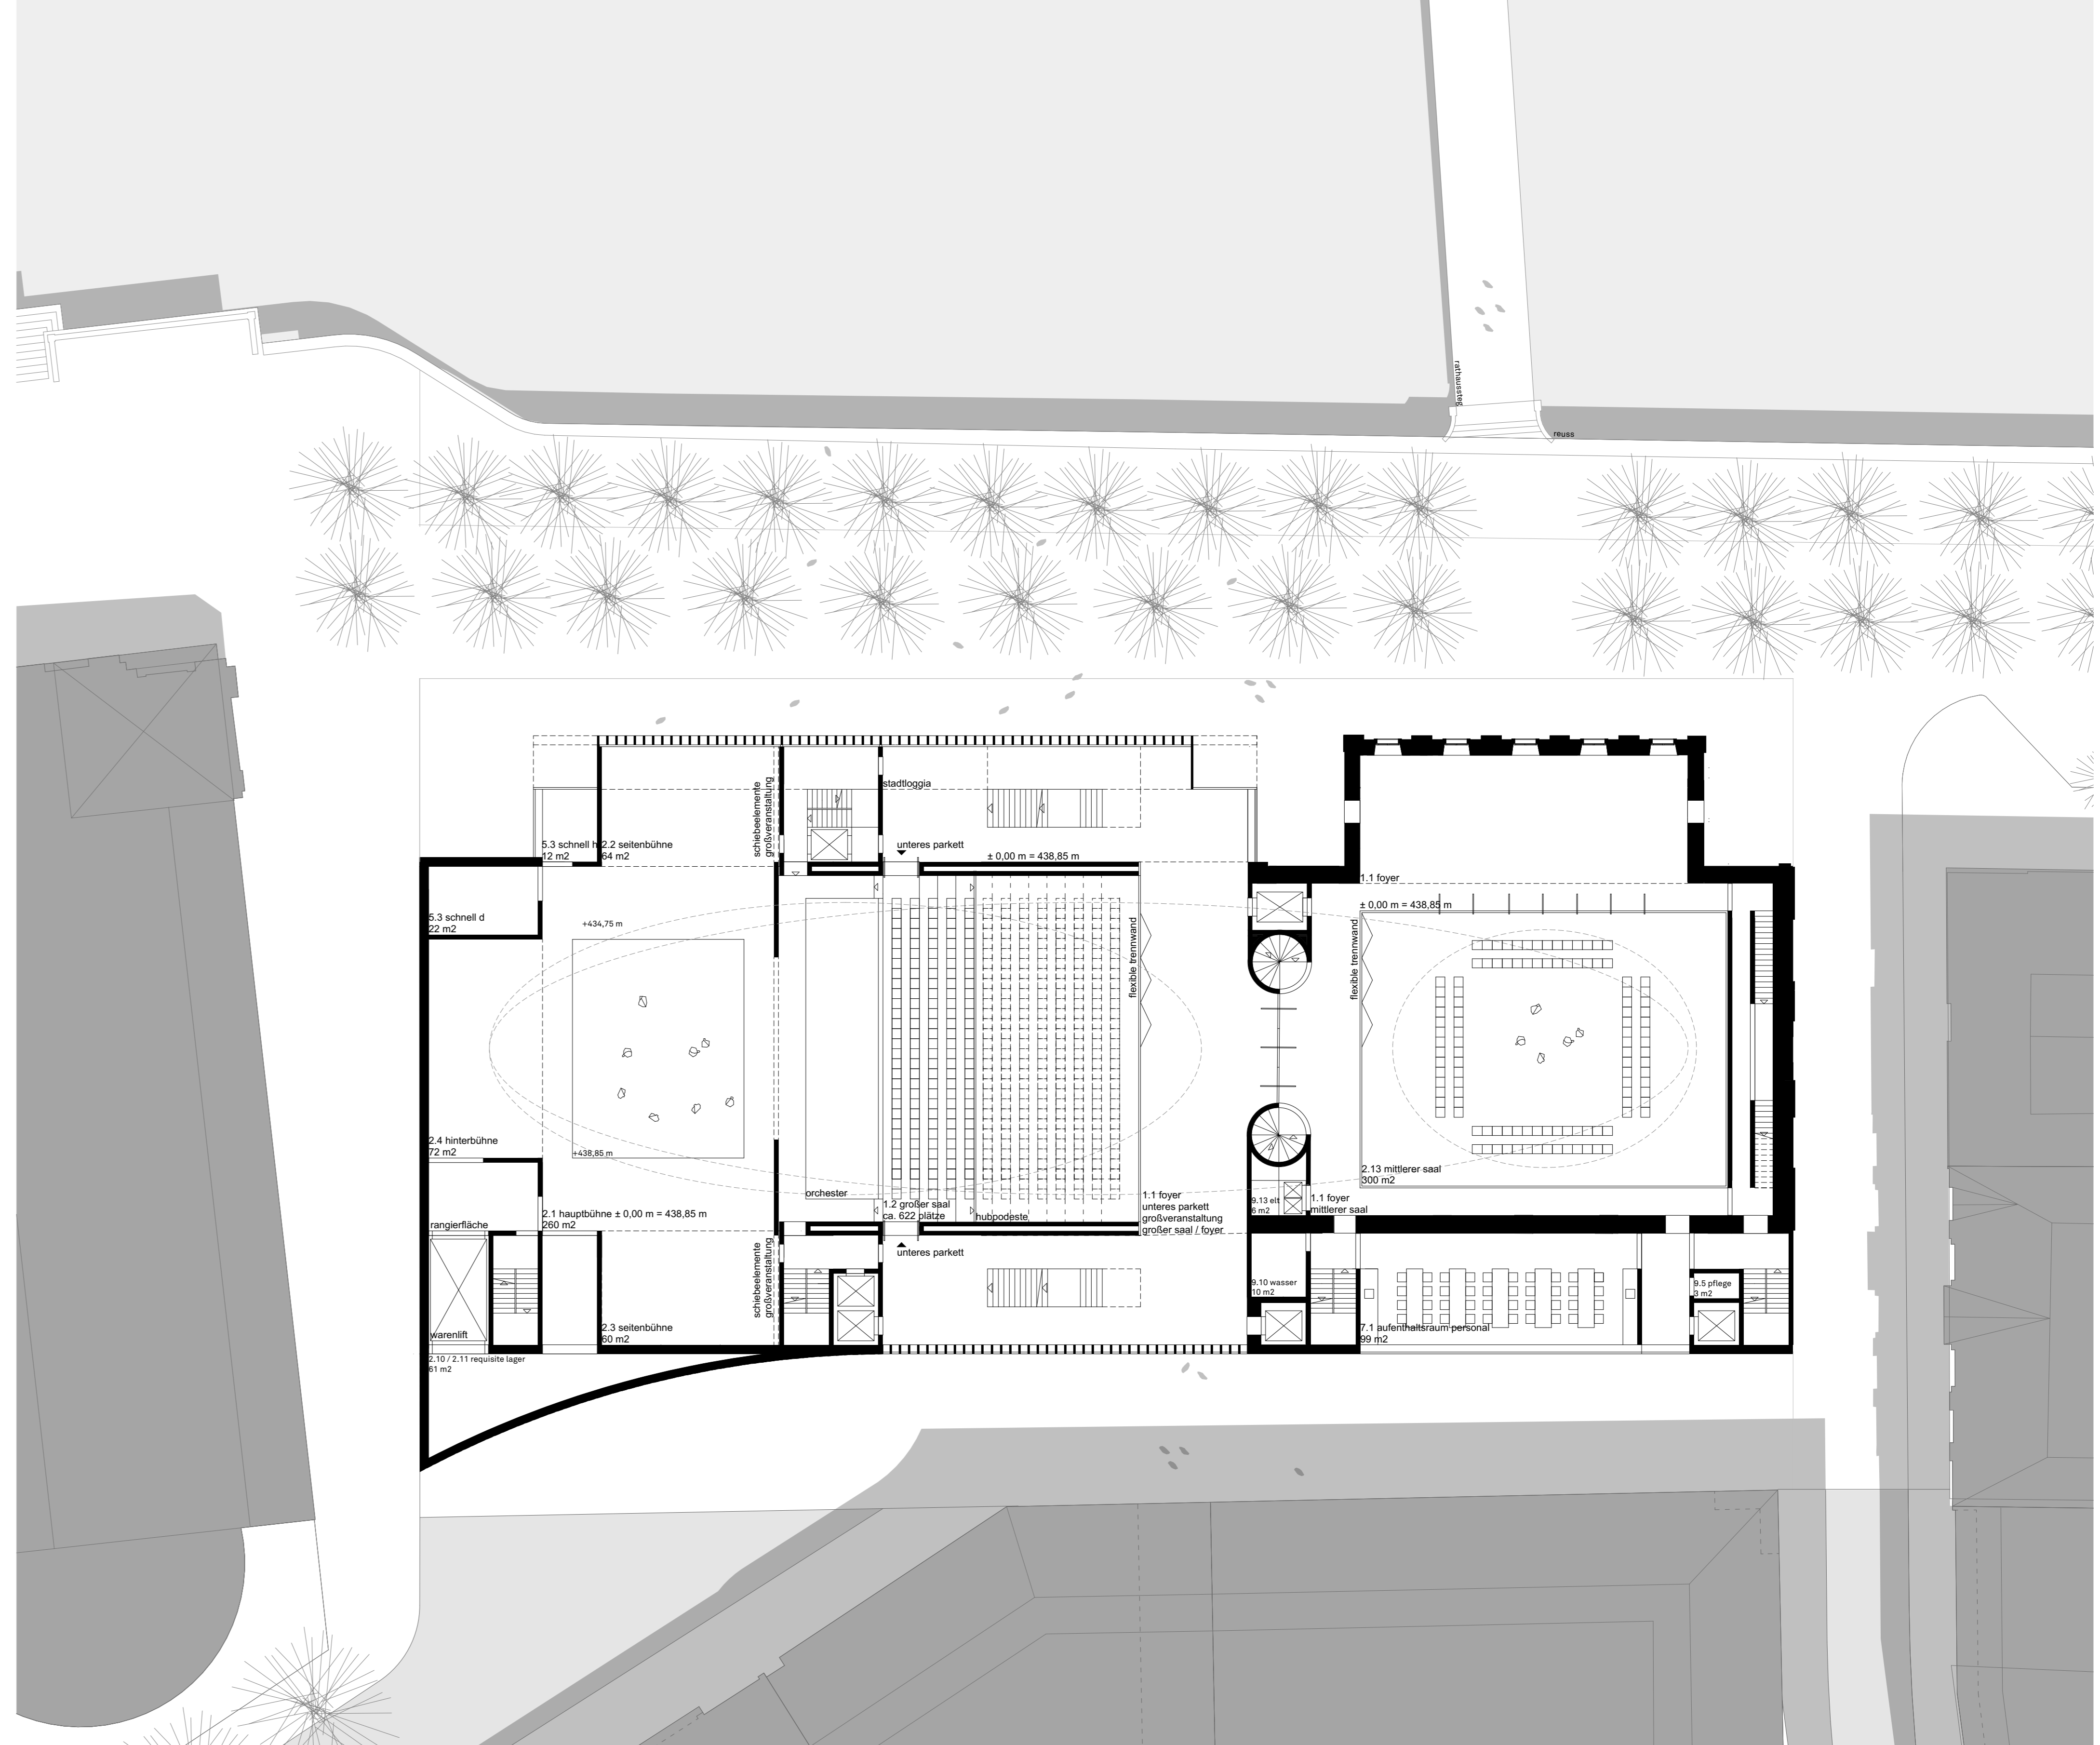 rathaussteg
reuss
stadtloggia
schiebeelemente
großveranstaltung
5.3 schnell h
12 m2
2.2 seitenbühne
64 m2
unteres parkett
± 0,00 m = 438,85 m
1.1 foyer
± 0,00 m = 438,85 m
5.3 schnell d
22 m2
+434,75 m
flexible trennwand
flexible trennwand
2.4 hinterbühne
72 m2
+438,85 m
orchester
1.2 großer saal
ca. 622 plätze
hubpodeste
1.1 foyer
unteres parkett
großveranstaltung
großer saal / foyer
9.13 elt
6 m2
1.1 foyer
mittlerer saal
2.13 mittlerer saal
300 m2
rangierfläche
2.1 hauptbühne ± 0,00 m = 438,85 m
260 m2
schiebeelemente
großveranstaltung
unteres parkett
9.10 wasser
10 m2
9.5 pflege
3 m2
warenlift
2.3 seitenbühne
60 m2
7.1 aufenthaltsraum personal
99 m2
2.10 / 2.11 requisite lager
61 m2